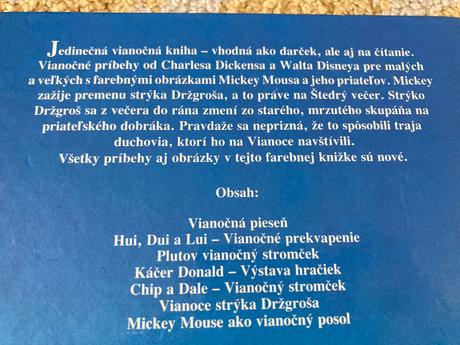 Jedinečná vianočná kniha – vhodná ako darček, ale aj na čítanie.
Vianočné príbehy od Charlesa Dickensa a Walta Disneya pre malých
a veľkých s farebnými obrázkami Mickey Mousa a jeho priateľov. Mickey
zažije premenu strýka Držgroša, a to práve na Štedrý večer. Strýko
Držgroš sa z večera do rána zmení zo starého, mrzutého skupáňa na
priateľského dobráka. Pravdaže sa neprizná, že to spôsobili traja
duchovia, ktorí ho na Vianoce navštívili.
Všetky príbehy aj obrázky v tejto farebnej knižke sú nové.
Obsah:
Vianočná pieseň
Hui, Dui a Lui – Vianočné prekvapenie
Plutov vianočný stromček
Káčer Donald – Výstava hračiek
Chip a Dale – Vianočný stromček
Vianoce strýka Držgroša
Mickey Mouse ako vianočný posol